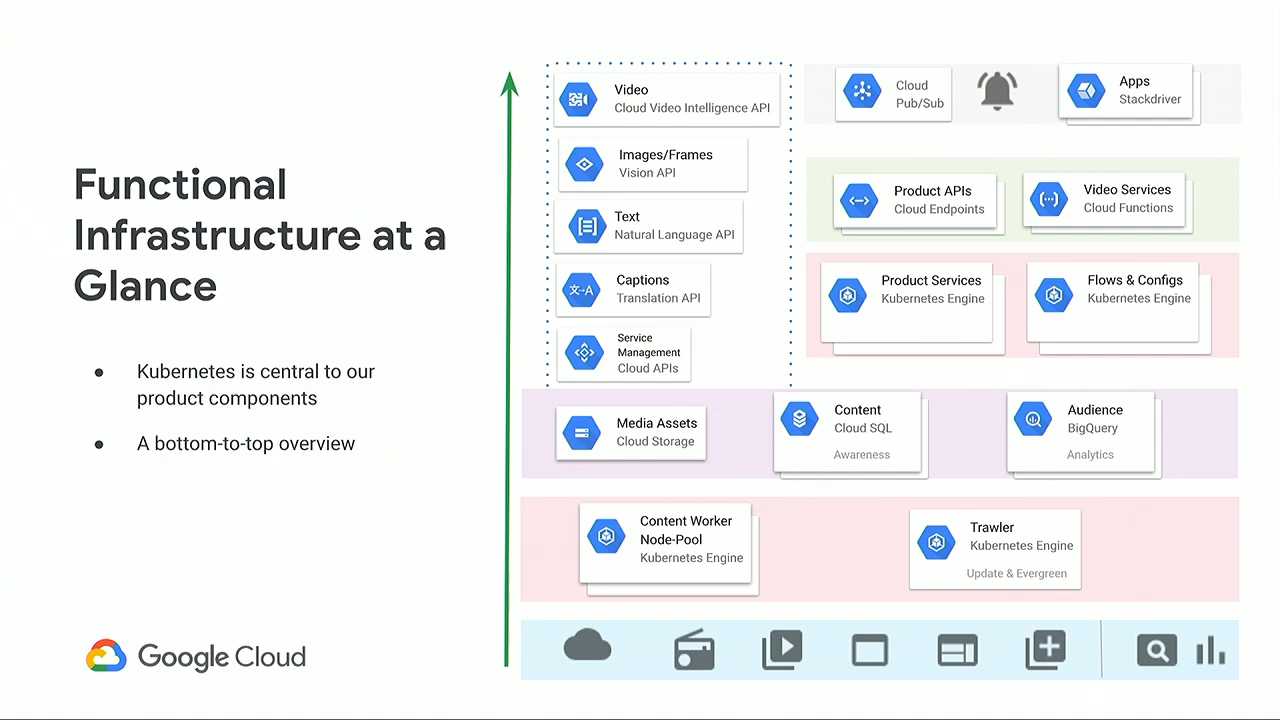 Functional
Infrastructure at a
Glance
● Kubernetes is central to our
product components
● A bottom-to-top overview
Google Cloud
Video
Cloud Video Intelligence API
Images/Frames
Vision API
Text
Natural Language API
Captions
Translation API
Service
Management
Cloud APIs
Cloud
Pub/Sub
Apps
Stackdriver
Product APIs
Cloud Endpoints
Video Services
Cloud Functions
Product Services
Kubernetes Engine
Flows & Configs
Kubernetes Engine
Media Assets
Cloud Storage
Content
Cloud SQL
Awareness
Audience
BigQuery
Analytics
Content Worker
Node-Pool
Kubernetes Engine
Trawler
Kubernetes Engine
Update & Evergreen